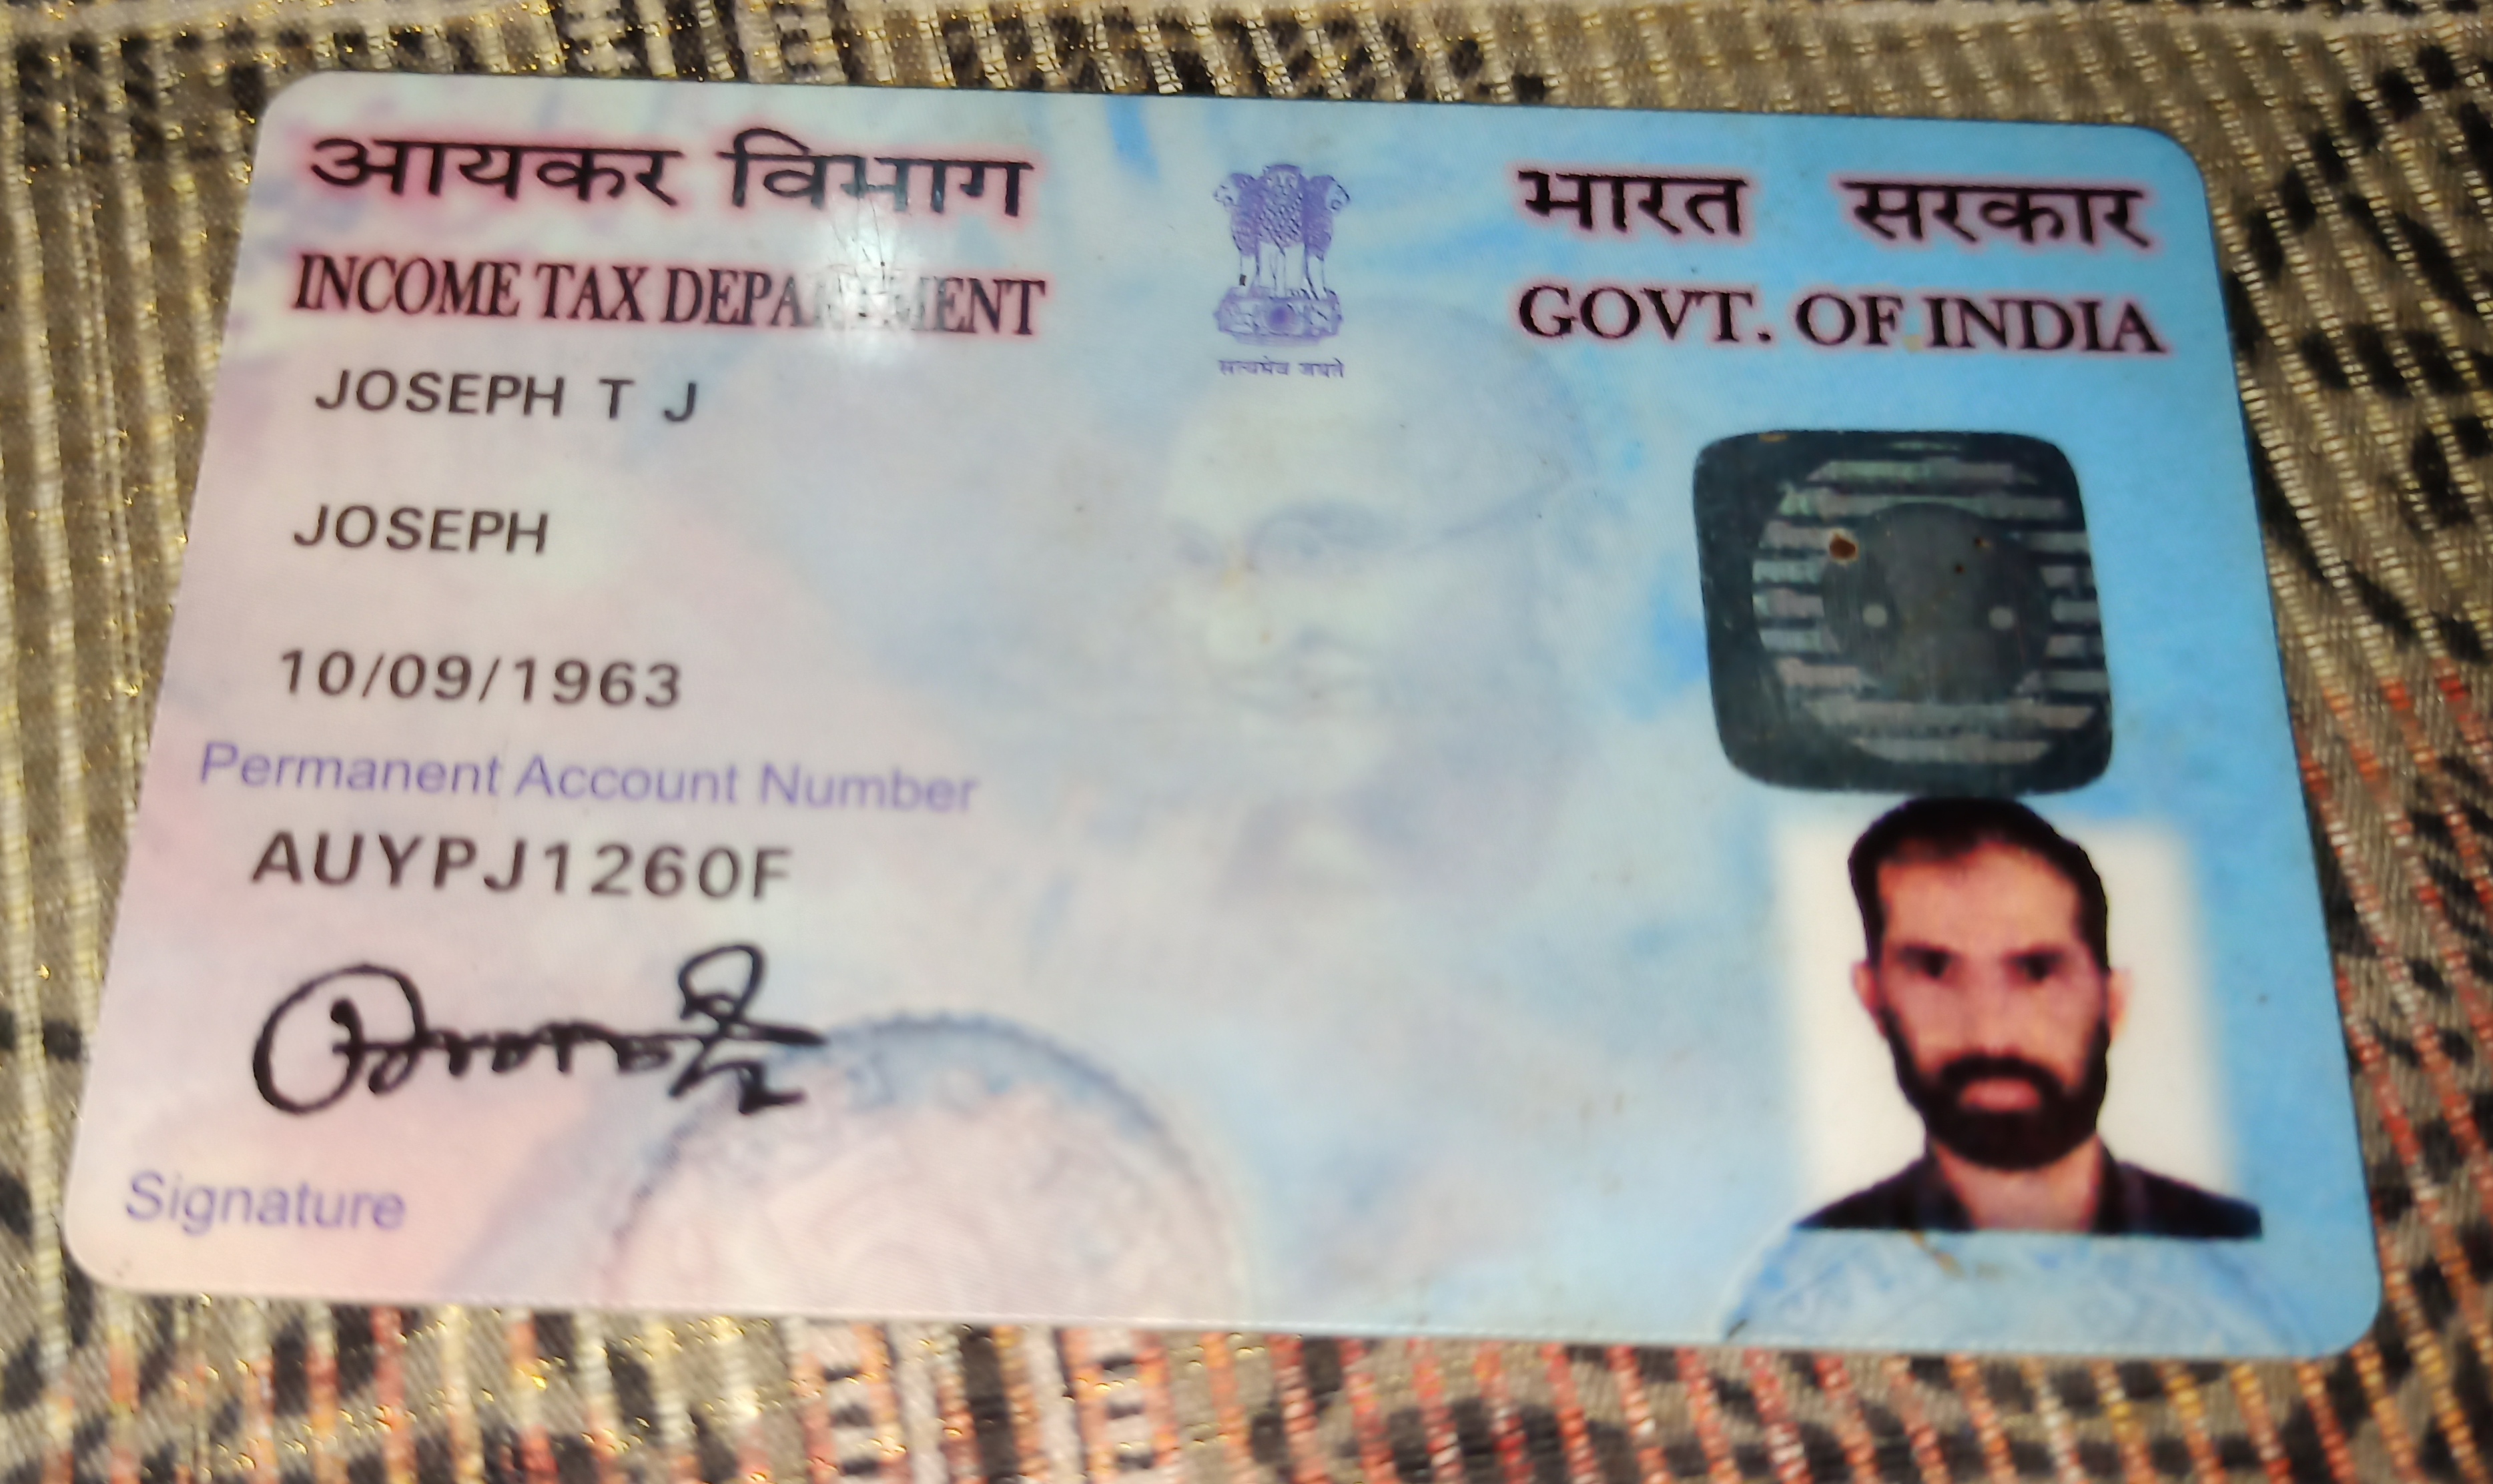 आयकर विभाग
INCOME TAX DEPARTMENT
सत्यमेव जयते
भारत सरकार
GOVT. OF INDIA
JOSEPH T J
JOSEPH
10/09/1963
Permanent Account Number
AUYPJ1260F
Signature